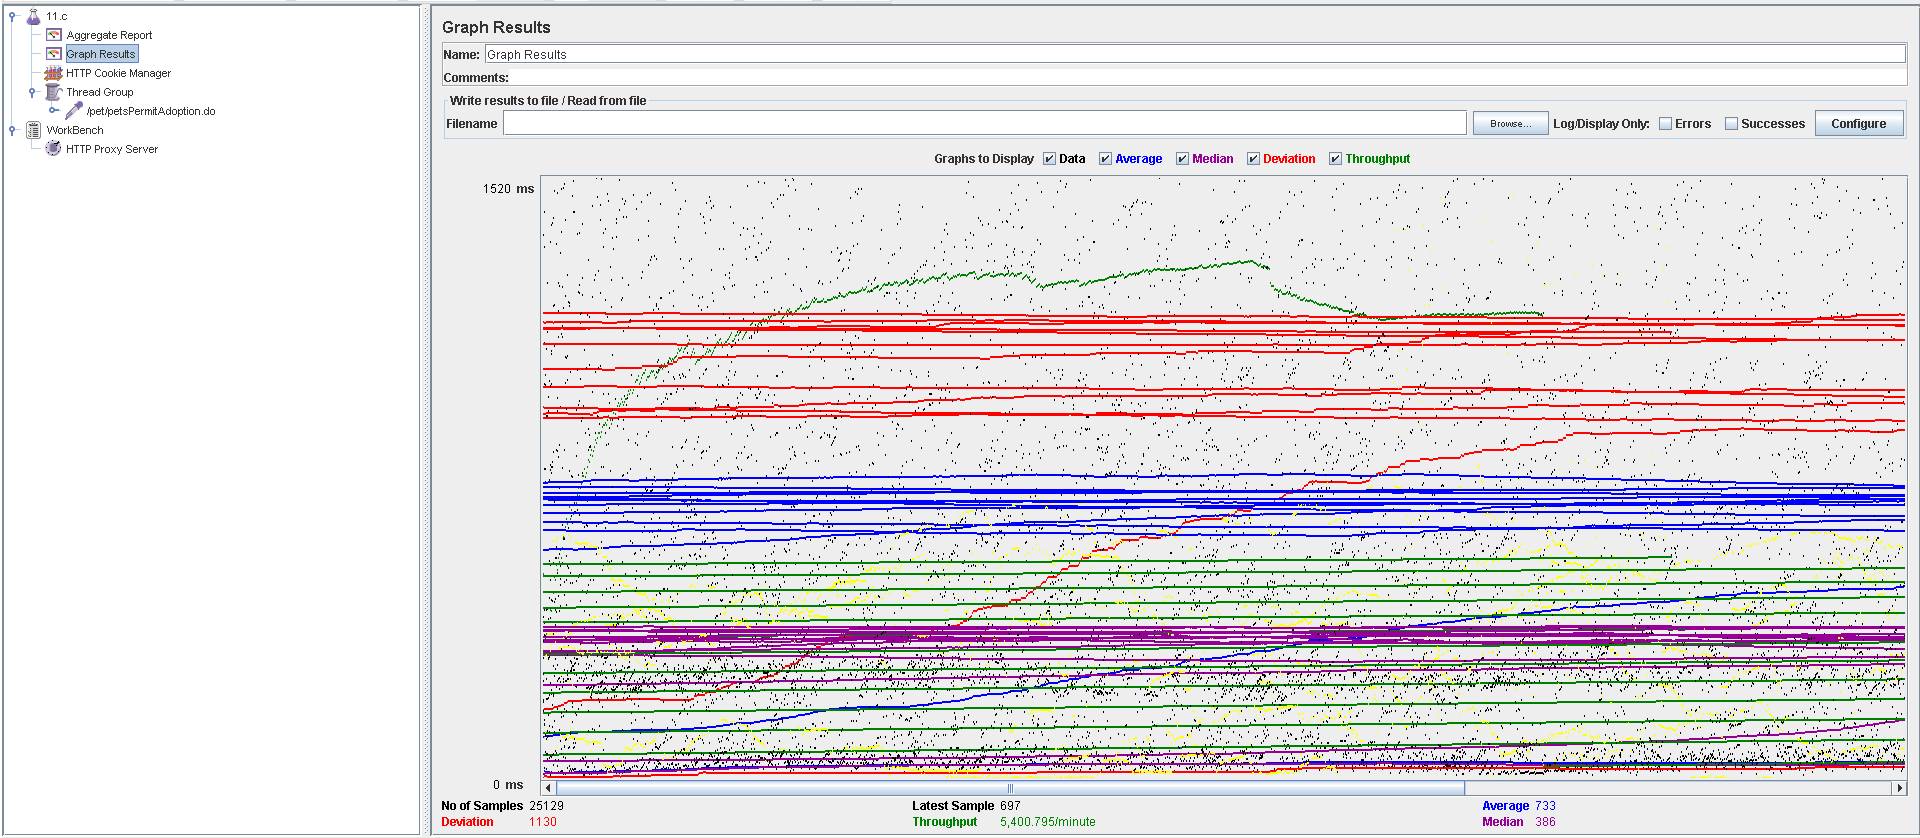 11.c
Aggregate Report
Graph Results
HTTP Cookie Manager
Thread Group
/pet/petsPermitAdoption.do
WorkBench
HTTP Proxy Server
Graph Results
Name: Graph Results
Comments:
Write results to file / Read from file
Filename Browse... Log/Display Only: Errors Successes Configure
Graphs to Display Data Average Median Deviation Throughput
1520 ms
0 ms
No of Samples 25129 Latest Sample 697 Average 733
Deviation 1130 Throughput 5,400.795/minute Median 386